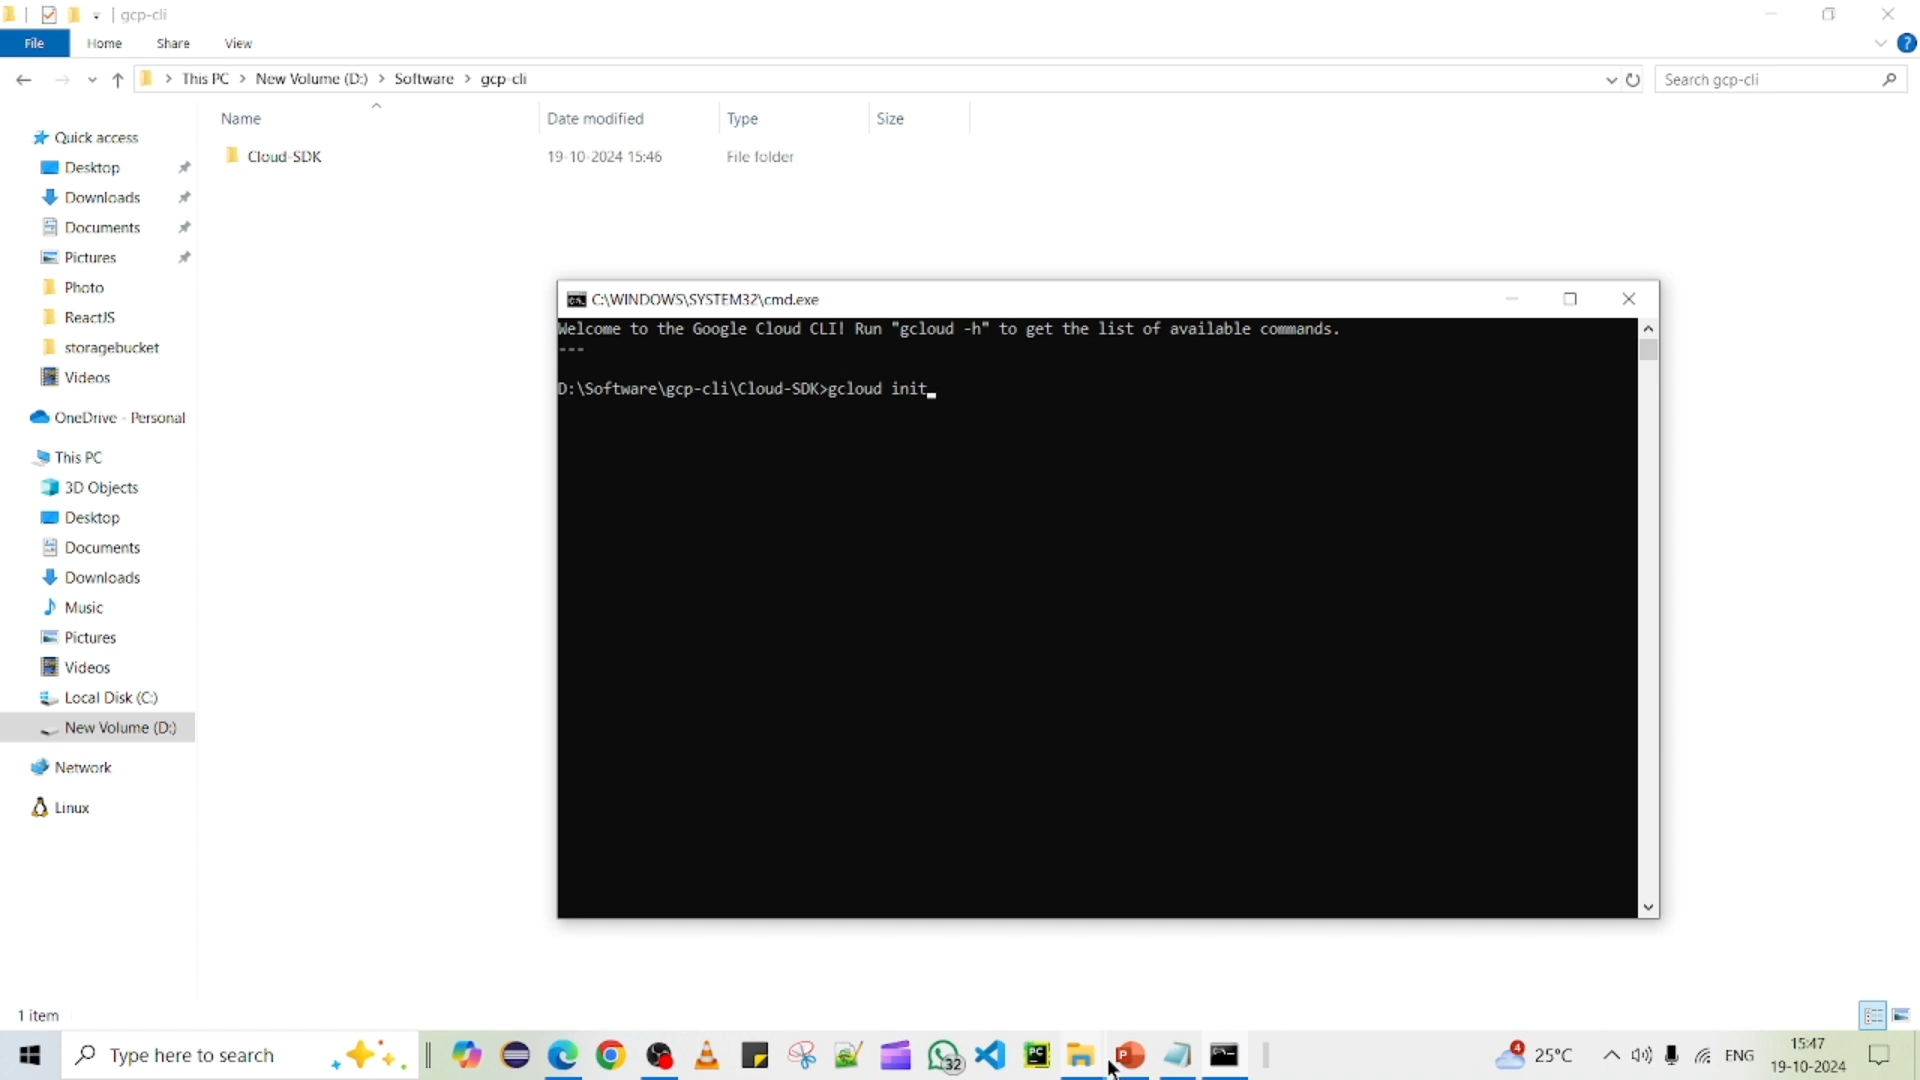 gcp-cli
File Home Share View
This PC New Volume (D:) Software gcp-cli
Search gcp-cli
Name Date modified Type Size
Cloud-SDK 19-10-2024 15:46 File folder
Quick access
Desktop
Downloads
Documents
Pictures
Photo
ReactJS
storagebucket
Videos
OneDrive - Personal
This PC
3D Objects
Desktop
Documents
Downloads
Music
Pictures
Videos
Local Disk (C:)
New Volume (D:)
Network
Linux
C:\WINDOWS\SYSTEM32\cmd.exe
Welcome to the Google Cloud CLI! Run "gcloud -h" to get the list of available commands.
---
D:\Software\gcp-cli\Cloud-SDK>gcloud init_
1 item
Type here to search
PC
32
P
4
25°C
ENG
15:47
19-10-2024